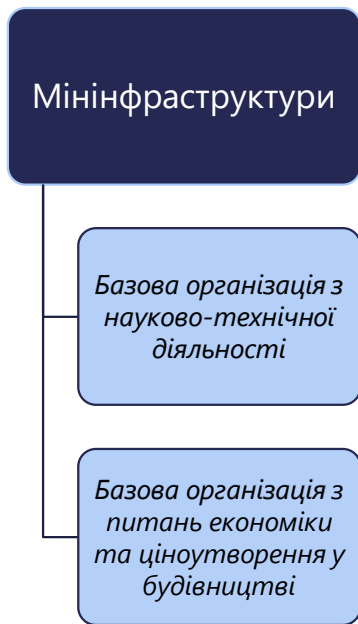 Мінінфраструктури
Базова організація з
науково-технічної
діяльності
Базова організація з
питань економіки
та ціноутворення у
будівництві